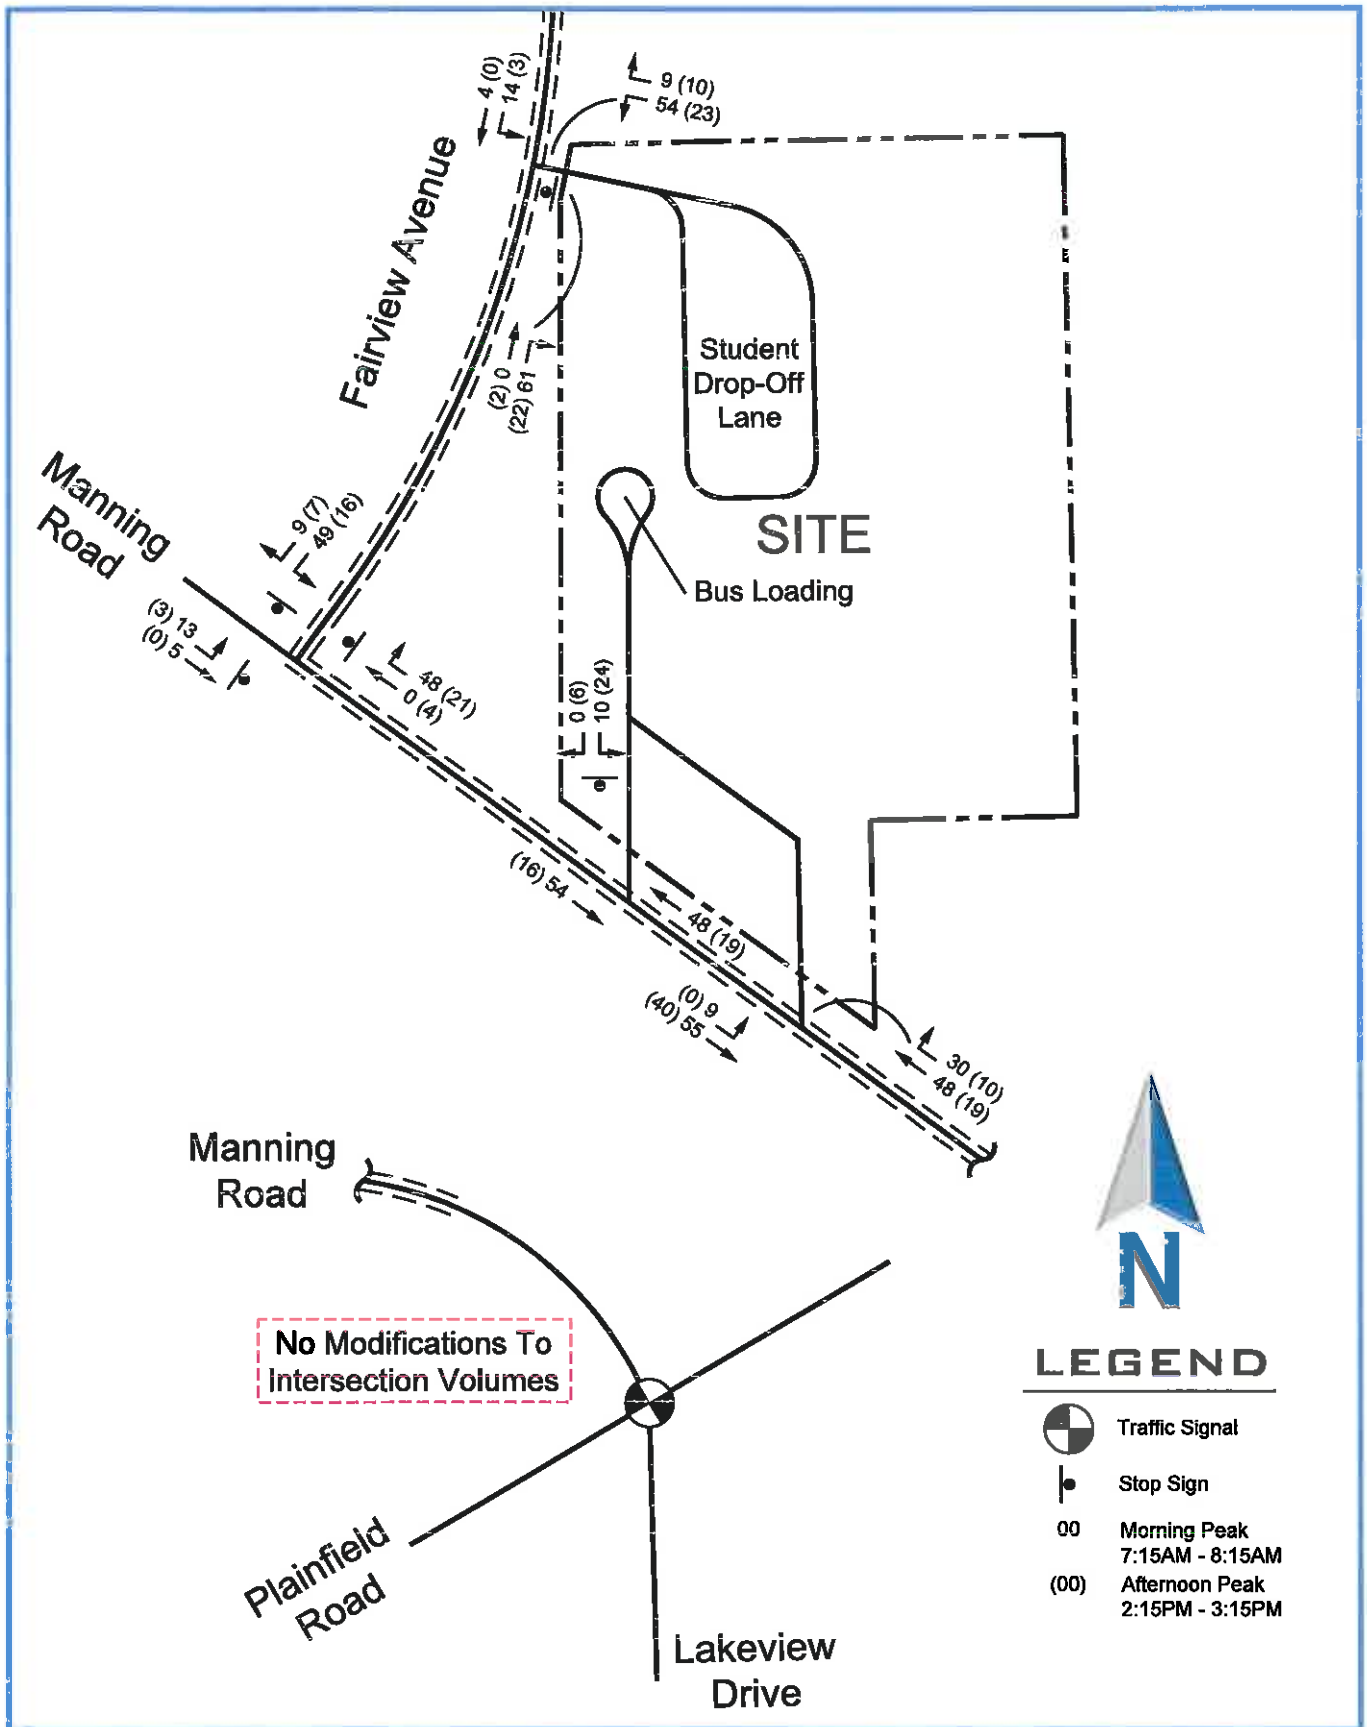 4 (0)
14 (3)
9 (10)
54 (23)
Fairview Avenue
(2) 0
(22) 61
Student
Drop-Off
Lane
SITE
Bus Loading
Manning
Road
9 (7)
49 (16)
(3) 13
(0) 5
48 (21)
0 (4)
0 (6)
10 (24)
(16) 54
48 (19)
(0) 9
(40) 55
30 (10)
48 (19)
Manning
Road
No Modifications To
Intersection Volumes
Plainfield
Road
Lakeview
Drive
N
LEGEND
Traffic Signal
Stop Sign
00 Morning Peak
7:15AM - 8:15AM
(00) Afternoon Peak
2:15PM - 3:15PM